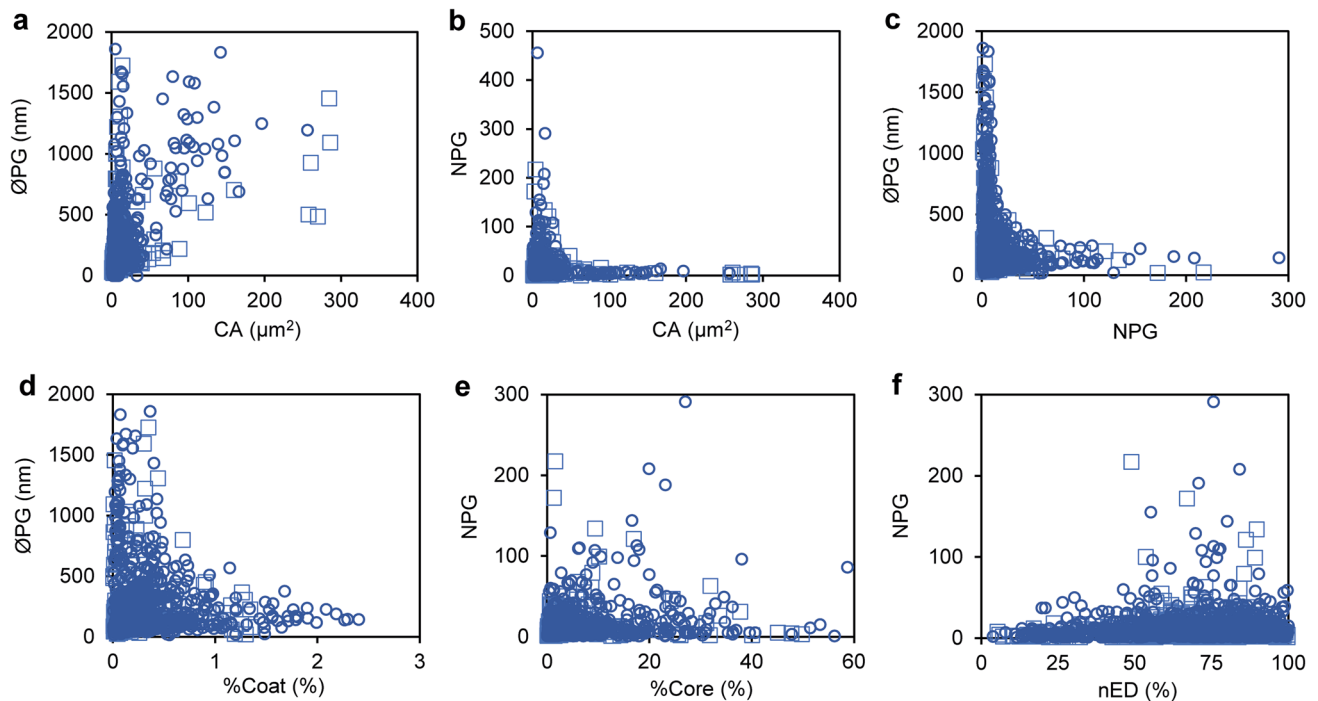 a
2000
1500
1000
500
0
ØPG (nm)
0 100 200 300 400
CA (µm²)
b
500
400
300
200
100
0
NPG
0 100 200 300 400
CA (µm²)
c
2000
1500
1000
500
0
ØPG (nm)
0 100 200 300
NPG
d
2000
1500
1000
500
0
ØPG (nm)
0 1 2 3
%Coat (%)
e
300
200
100
0
NPG
0 20 40 60
%Core (%)
f
300
200
100
0
NPG
0 25 50 75 100
nED (%)